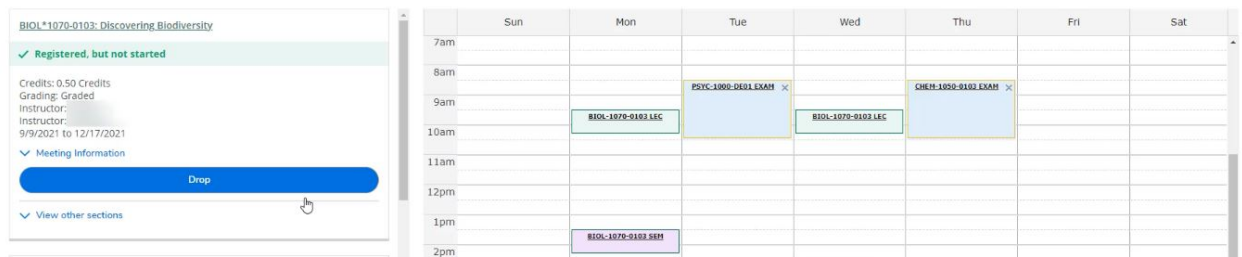 BIOL*1070-0103: Discovering Biodiversity
Registered, but not started
Credits: 0.50 Credits
Grading: Graded
Instructor:
Instructor:
9/9/2021 to 12/17/2021
Meeting Information
Drop
View other sections
Sun Mon Tue Wed Thu Fri Sat
7am
8am
PSYC-1000-DE01 EXAM CHEM-1050-0103 EXAM
9am
BIOL-1070-0103 LEC BIOL-1070-0103 LEC
10am
11am
12pm
1pm
BIOL-1070-0103 SEM
2pm